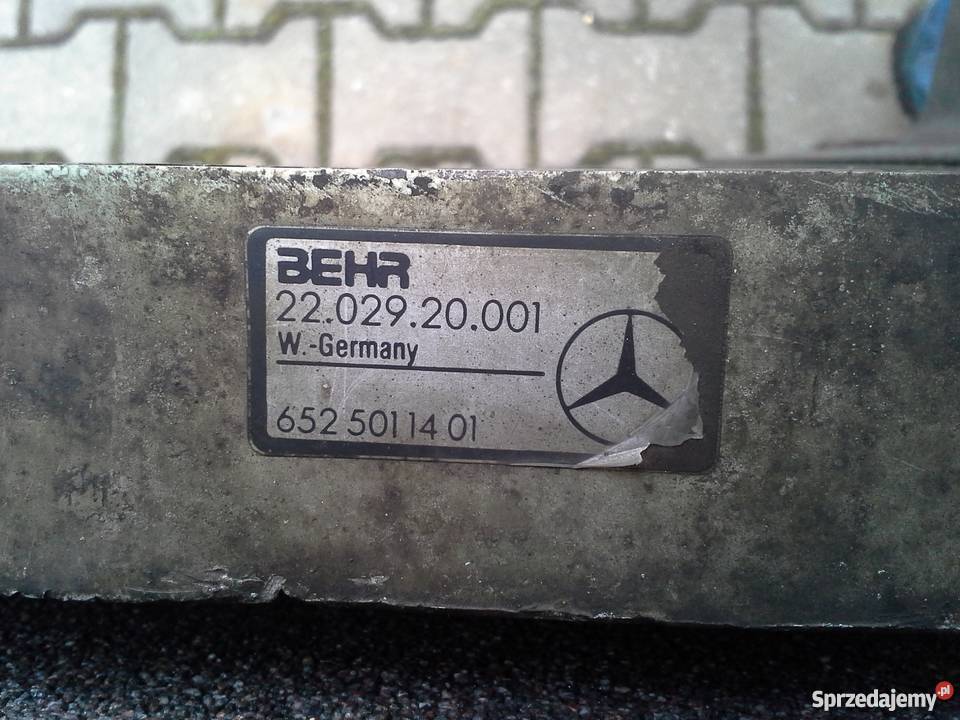 BEHR
22.029.20.001
W.-Germany
652 501 14 01
Sprzedajemy.pl